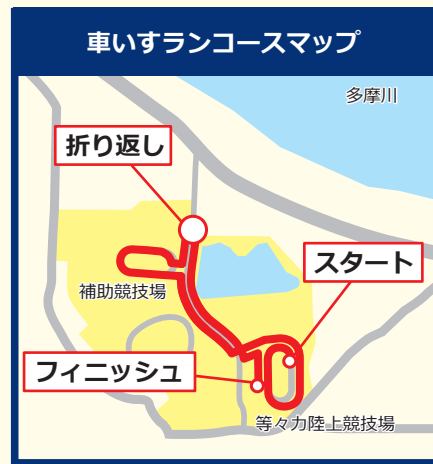 車いすランコースマップ
多摩川
折り返し
スタート
補助競技場
フィニッシュ
等々力陸上競技場